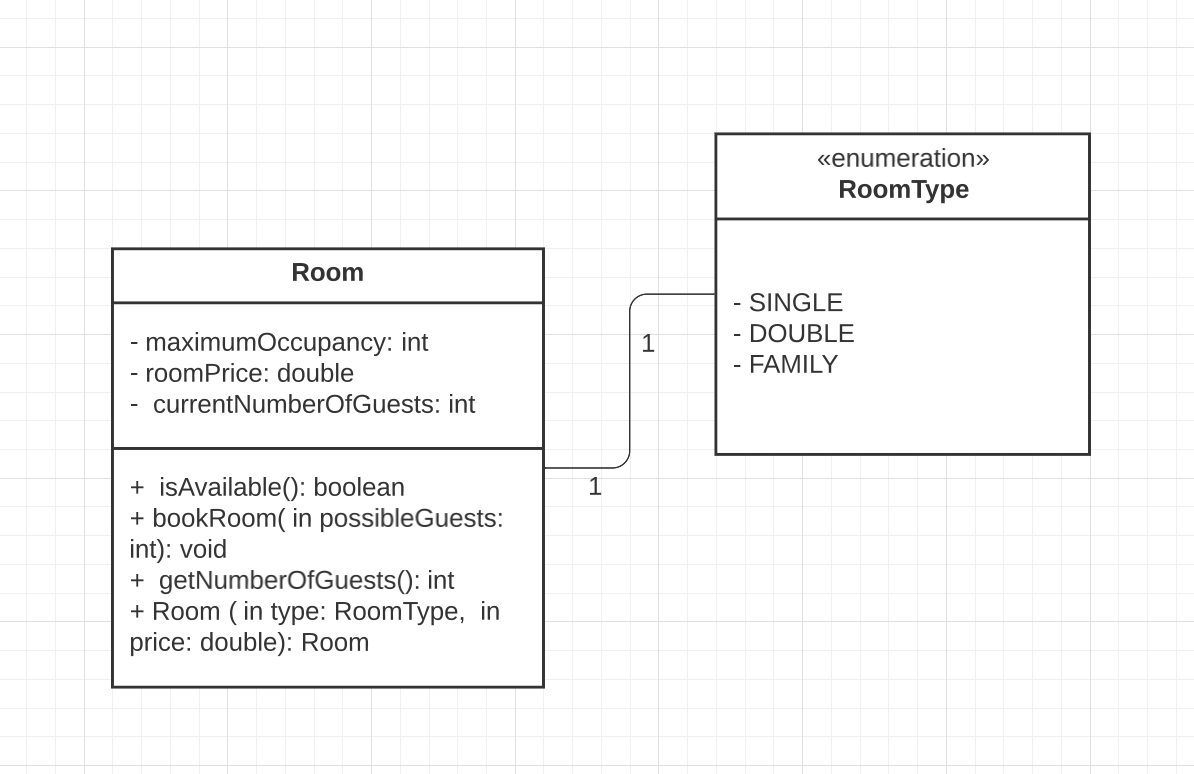 «enumeration»
RoomType
- SINGLE
- DOUBLE
- FAMILY
Room
- maximumOccupancy: int
- roomPrice: double
-  currentNumberOfGuests: int
+  isAvailable(): boolean
+ bookRoom( in possibleGuests:
int): void
+  getNumberOfGuests(): int
+ Room ( in type: RoomType,  in
price: double): Room
1
1